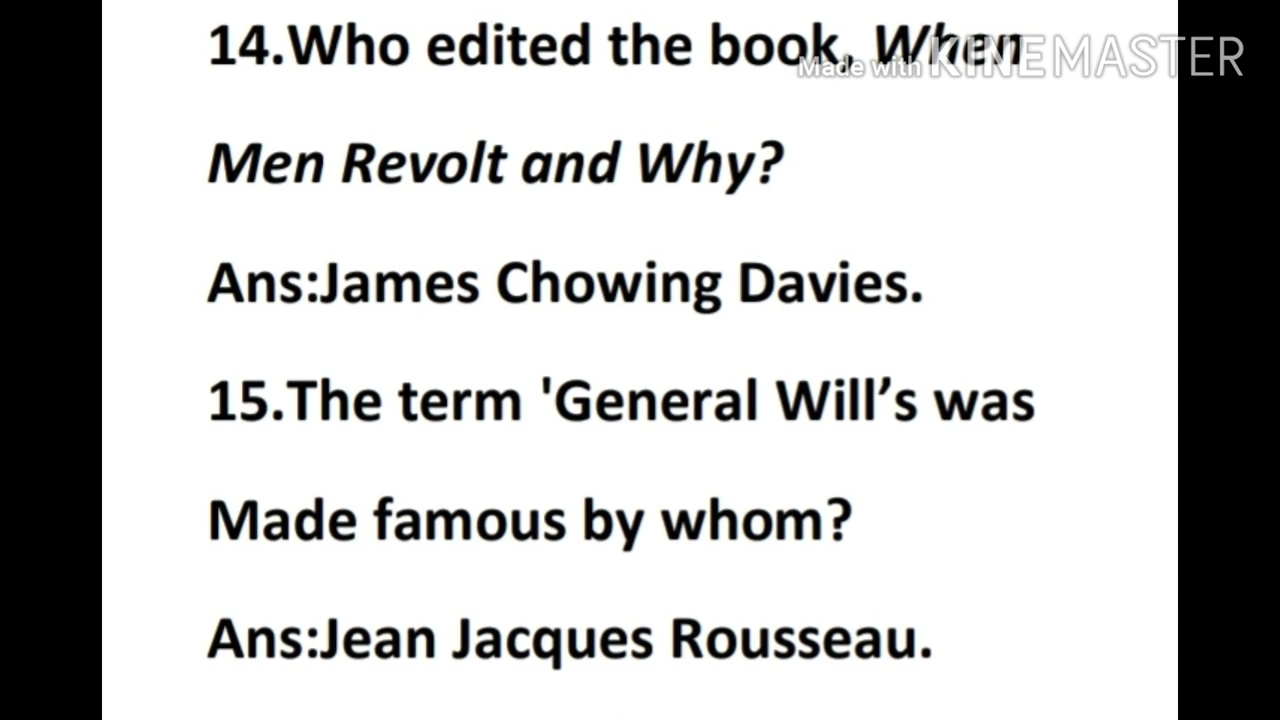 14.Who edited the book, When
Made with KINEMASTER
Men Revolt and Why?
Ans:James Chowing Davies.
15.The term 'General Will’s was
Made famous by whom?
Ans:Jean Jacques Rousseau.